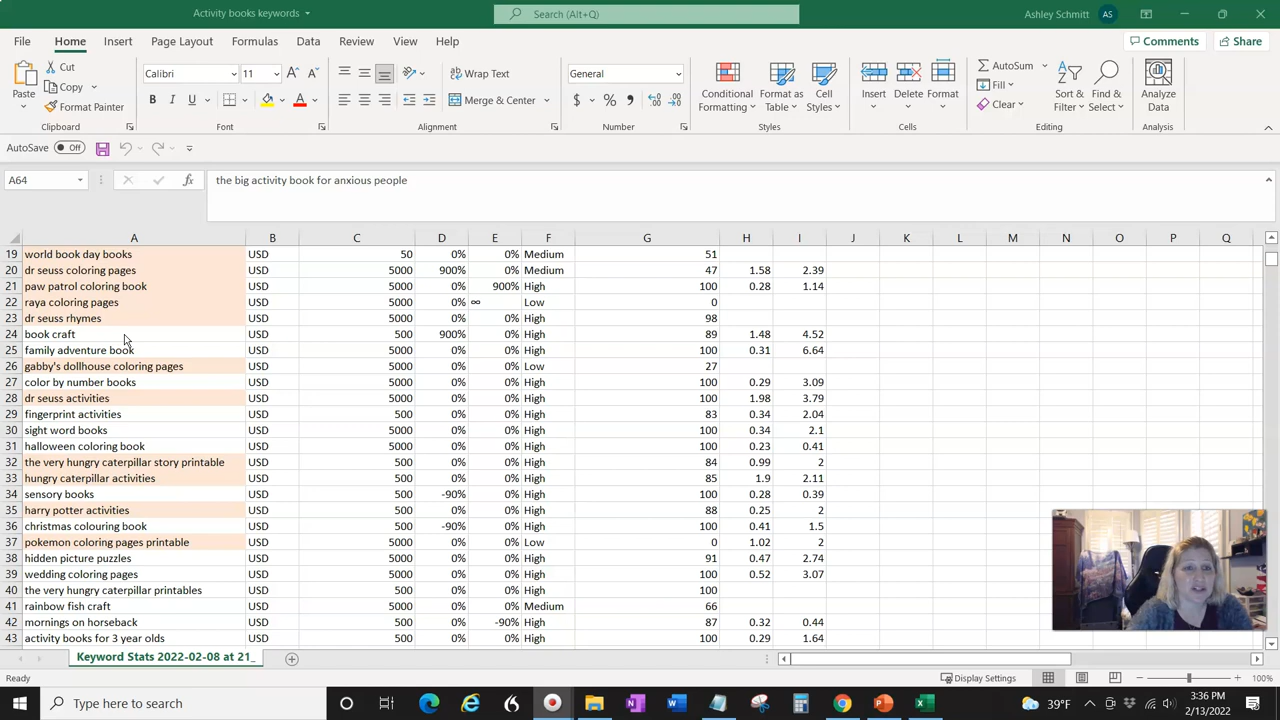 Activity books keywords
Search (Alt+Q)
Ashley Schmitt AS
File Home Insert Page Layout Formulas Data Review View Help Comments Share
Paste Cut Copy Format Painter Clipboard
Calibri 11 B I U A Font
Wrap Text Merge & Center Alignment
General $ % , Number
Conditional Formatting Format as Table Cell Styles Styles
Insert Delete Format Cells
AutoSum Fill Clear Sort & Filter Find & Select Editing
Analyze Data Analysis
AutoSave Off
A64 fx the big activity book for anxious people
A B C D E F G H I J K L M N O P Q
19 world book day books USD 50 0% 0% Medium 51
20 dr seuss coloring pages USD 5000 900% 0% Medium 47 1.58 2.39
21 paw patrol coloring book USD 5000 0% 900% High 100 0.28 1.14
22 raya coloring pages USD 5000 0% ∞ Low 0
23 dr seuss rhymes USD 5000 0% 0% High 98
24 book craft USD 500 900% 0% High 89 1.48 4.52
25 family adventure book USD 5000 0% 0% High 100 0.31 6.64
26 gabby's dollhouse coloring pages USD 5000 0% 0% Low 27
27 color by number books USD 5000 0% 0% High 100 0.29 3.09
28 dr seuss activities USD 5000 0% 0% High 100 1.98 3.79
29 fingerprint activities USD 500 0% 0% High 83 0.34 2.04
30 sight word books USD 500 0% 0% High 100 0.34 2.1
31 halloween coloring book USD 5000 0% 0% High 100 0.23 0.41
32 the very hungry caterpillar story printable USD 500 0% 0% High 84 0.99 2
33 hungry caterpillar activities USD 500 0% 0% High 85 1.9 2.11
34 sensory books USD 500 -90% 0% High 100 0.28 0.39
35 harry potter activities USD 500 0% 0% High 88 0.25 2
36 christmas colouring book USD 500 -90% 0% High 100 0.41 1.5
37 pokemon coloring pages printable USD 5000 0% 0% Low 0 1.02 2
38 hidden picture puzzles USD 5000 0% 0% High 91 0.47 2.74
39 wedding coloring pages USD 5000 0% 0% High 100 0.52 3.07
40 the very hungry caterpillar printables USD 500 0% 0% High 100
41 rainbow fish craft USD 5000 0% 0% Medium 66
42 mornings on horseback USD 500 0% -90% High 87 0.32 0.44
43 activity books for 3 year olds USD 500 0% 0% High 100 0.29 1.64
Keyword Stats 2022-02-08 at 21_
Ready Display Settings 100%
Type here to search 39°F 3:36 PM
2/13/2022